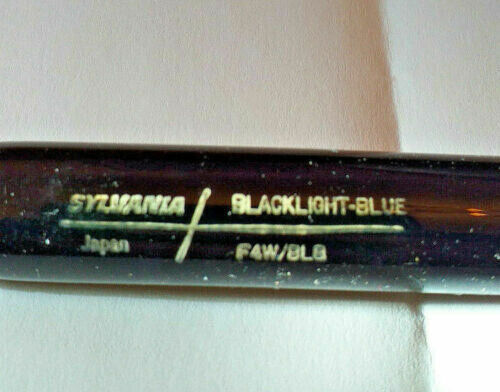 SYLVANIA BLACKLIGHT-BLUE
Japan F4W/BLB